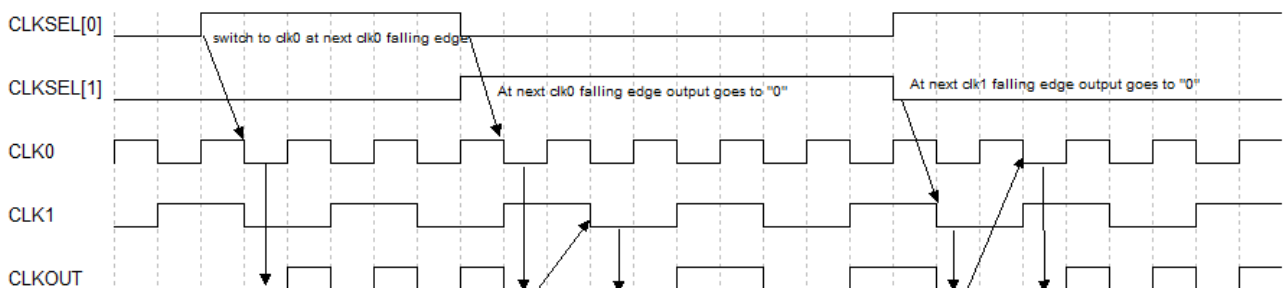 CLKSEL[0]
switch to clk0 at next clk0 falling edge
CLKSEL[1]
At next clk0 falling edge output goes to "0"
At next clk1 falling edge output goes to "0"
CLK0
CLK1
CLKOUT